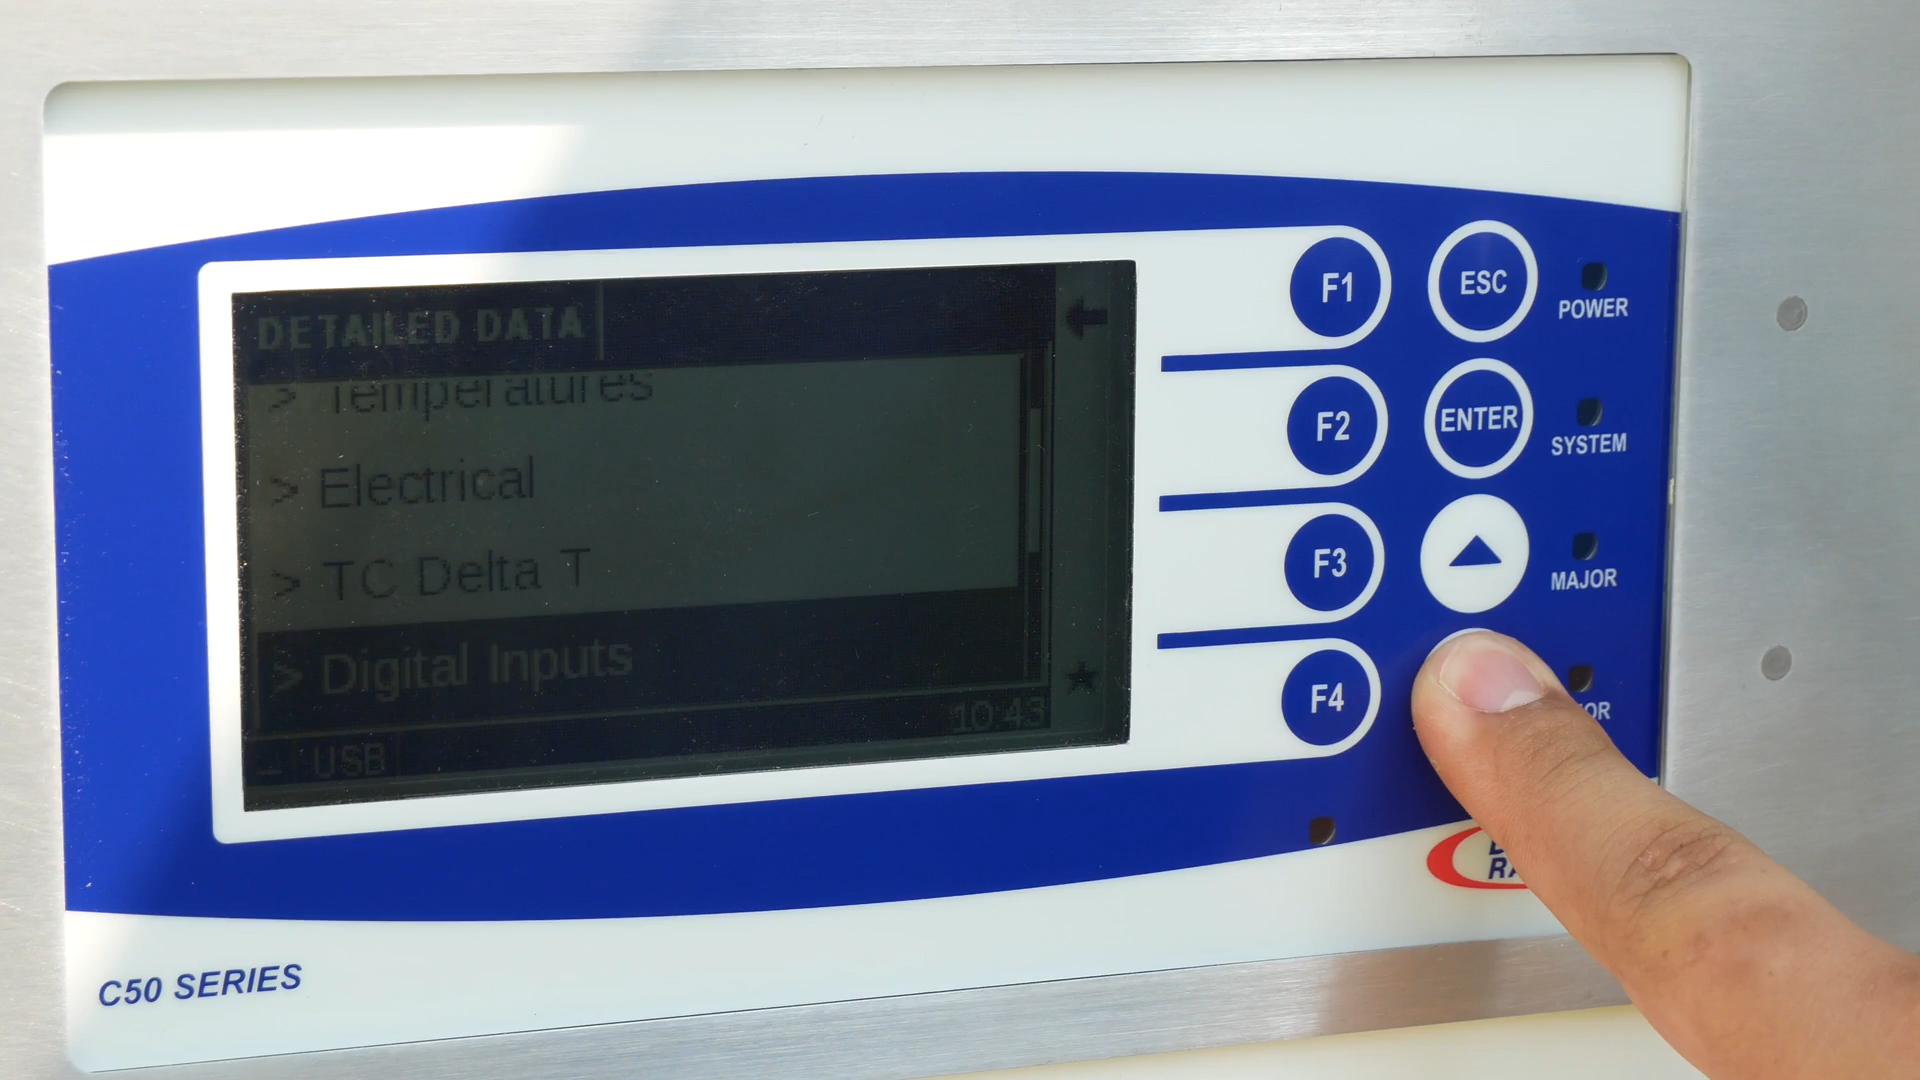 DETAILED DATA
> Temperatures
> Electrical
> TC Delta T
> Digital Inputs
10:43
USB
F1
F2
F3
F4
ESC
ENTER
POWER
SYSTEM
MAJOR
C50 SERIES